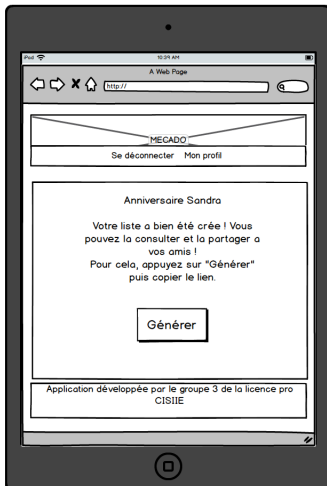 iPod
10:29 AM
A Web Page
http://
MECADO
Se déconnecter Mon profil
Anniversaire Sandra
Votre liste a bien été crée ! Vous
pouvez la consulter et la partager a
vos amis !
Pour cela, appuyez sur "Générer"
puis copier le lien.
Générer
Application développée par le groupe 3 de la licence pro
CISIIE